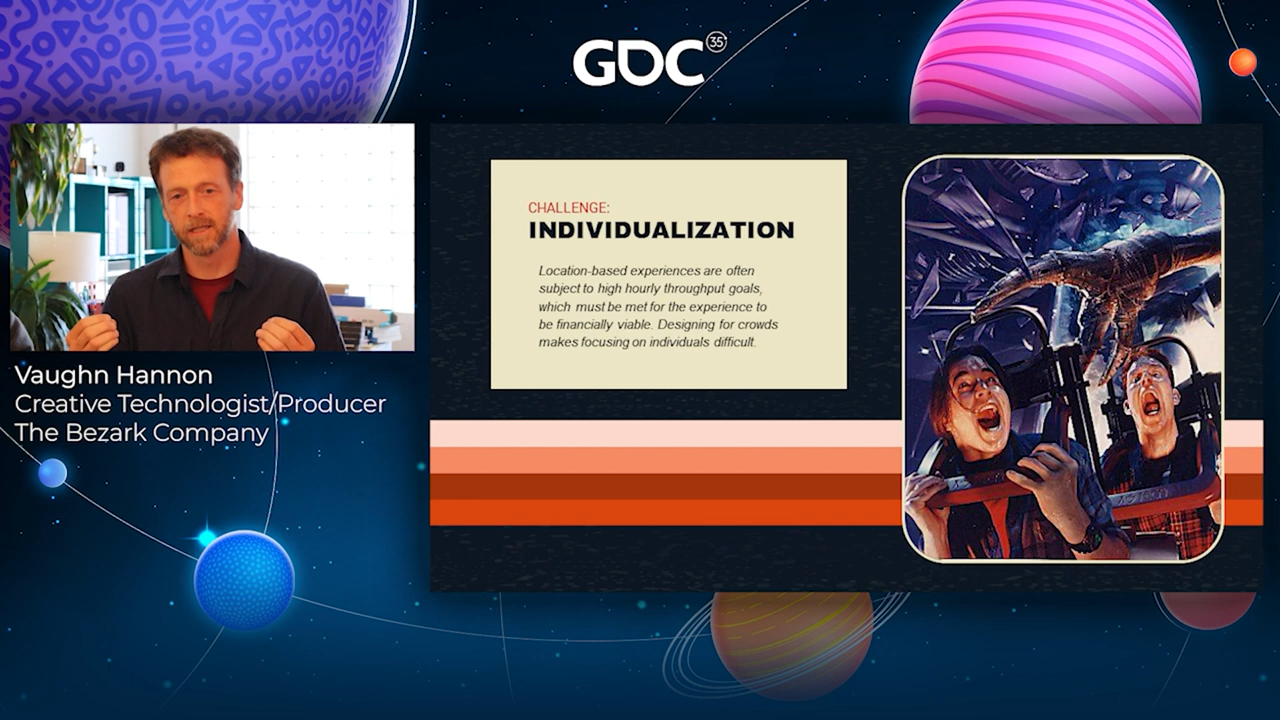 GDC 35
Vaughn Hannon
Creative Technologist/Producer
The Bezark Company
CHALLENGE:
INDIVIDUALIZATION
Location-based experiences are often
subject to high hourly throughput goals,
which must be met for the experience to
be financially viable. Designing for crowds
makes focusing on individuals difficult.